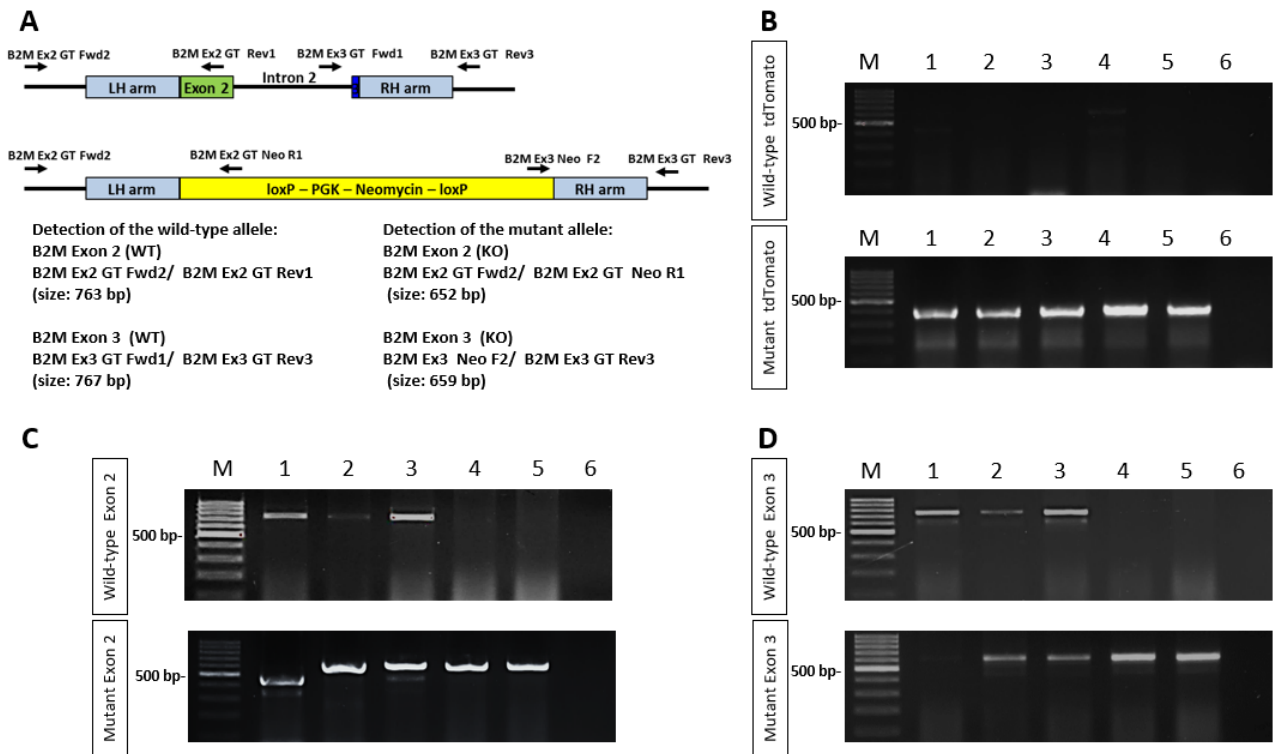 A
B2M Ex2 GT Fwd2
B2M Ex2 GT Rev1
B2M Ex3 GT Fwd1
B2M Ex3 GT Rev3
Intron 2
LH arm
Exon 2
RH arm
B2M Ex2 GT Fwd2
B2M Ex2 GT Neo R1
B2M Ex3 Neo F2
B2M Ex3 GT Rev3
LH arm
loxP – PGK – Neomycin – loxP
RH arm
Detection of the wild-type allele:
B2M Exon 2 (WT)
B2M Ex2 GT Fwd2/ B2M Ex2 GT Rev1
(size: 763 bp)
B2M Exon 3 (WT)
B2M Ex3 GT Fwd1/ B2M Ex3 GT Rev3
(size: 767 bp)
Detection of the mutant allele:
B2M Exon 2 (KO)
B2M Ex2 GT Fwd2/ B2M Ex2 GT Neo R1
(size: 652 bp)
B2M Exon 3 (KO)
B2M Ex3 Neo F2/ B2M Ex3 GT Rev3
(size: 659 bp)
B
Wild-type tdTomato
M 1 2 3 4 5 6
500 bp-
Mutant tdTomato
M 1 2 3 4 5 6
500 bp-
C
Wild-type Exon 2
M 1 2 3 4 5 6
500 bp-
Mutant Exon 2
500 bp-
D
Wild-type Exon 3
M 1 2 3 4 5 6
500 bp-
Mutant Exon 3
500 bp-